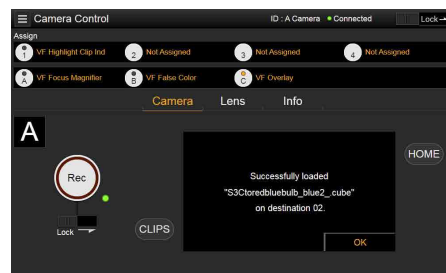 Camera Control
ID : A Camera
Connected
Lock
Assign
1 VF Highlight Clip Ind
2 Not Assigned
3 Not Assigned
4 Not Assigned
A VF Focus Magnifier
B VF False Color
C VF Overlay
Camera Lens Info
A
HOME
Rec
Successfully loaded
"S3Ctoredbluebulb_blue2_.cube"
on destination 02.
Lock
CLIPS
OK